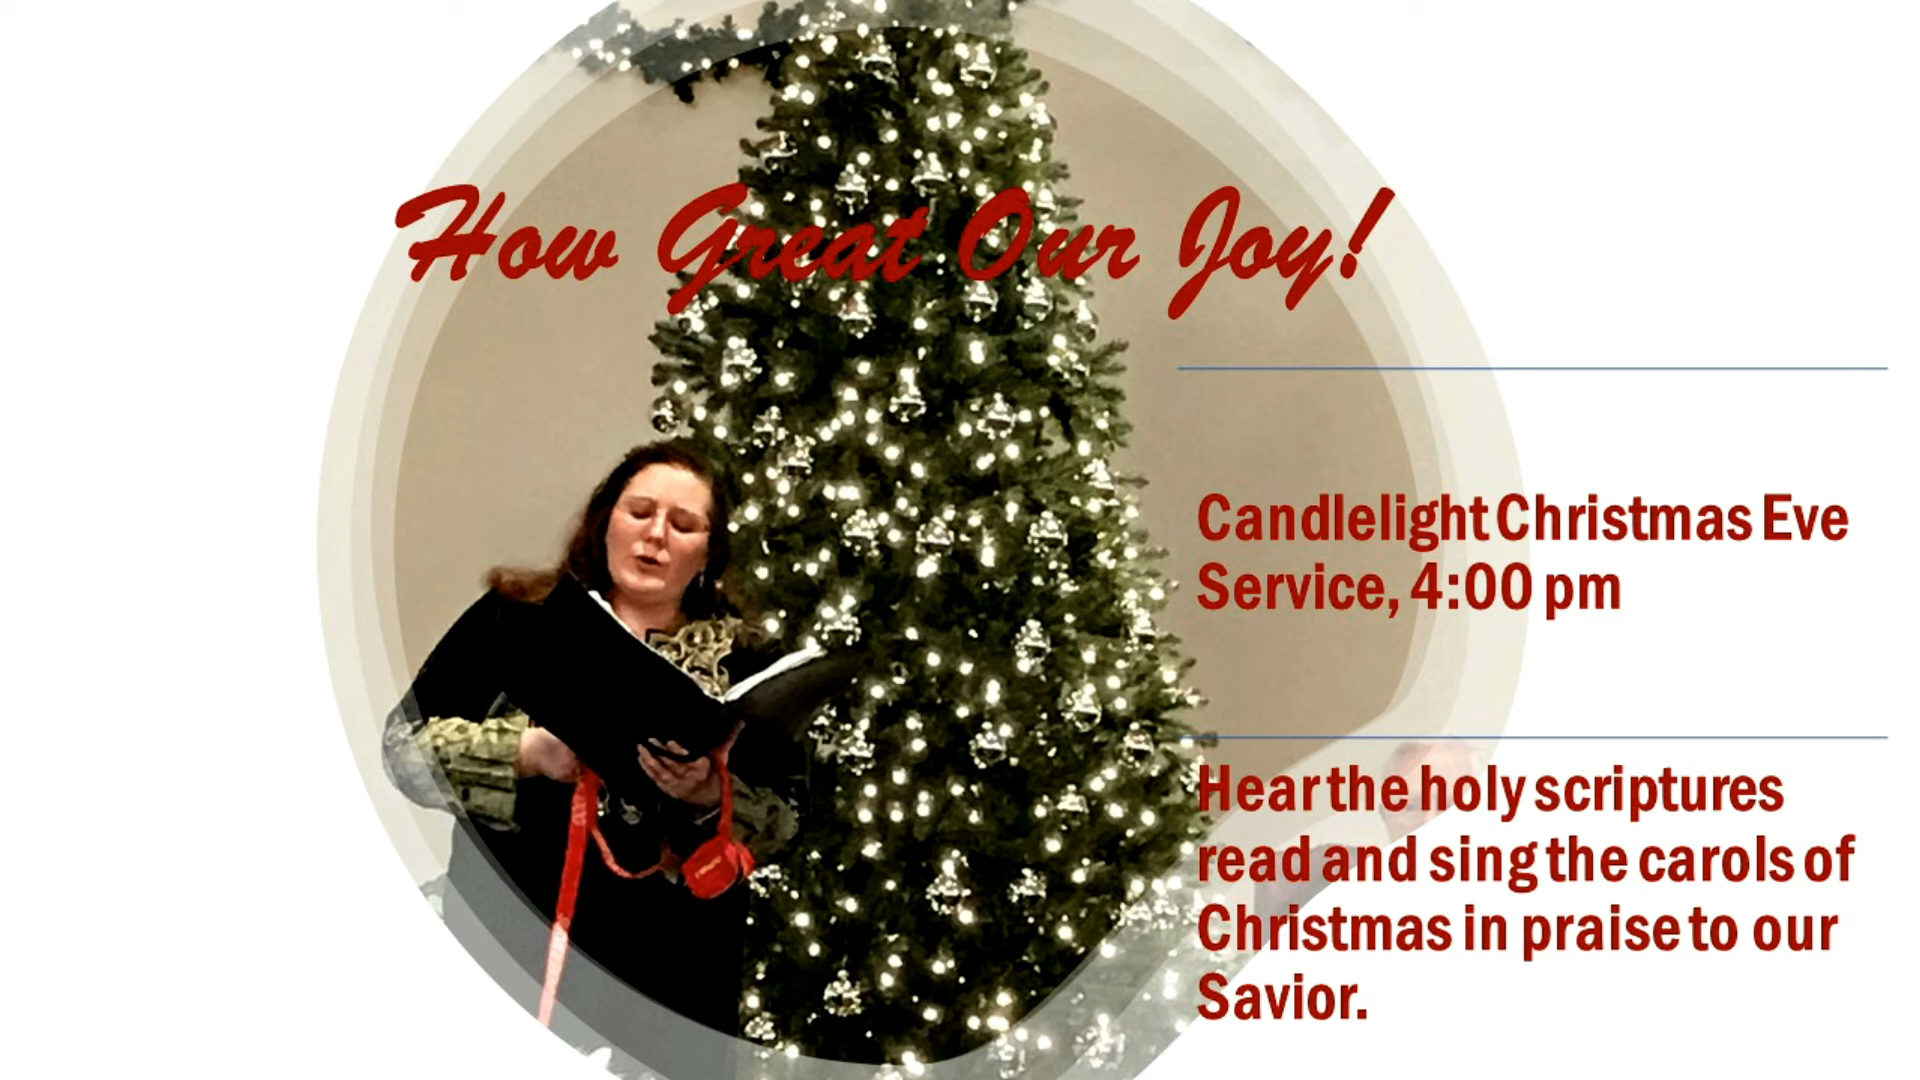 How Great Our Joy!
Candlelight Christmas Eve
Service, 4:00 pm
Hear the holy scriptures
read and sing the carols of
Christmas in praise to our
Savior.